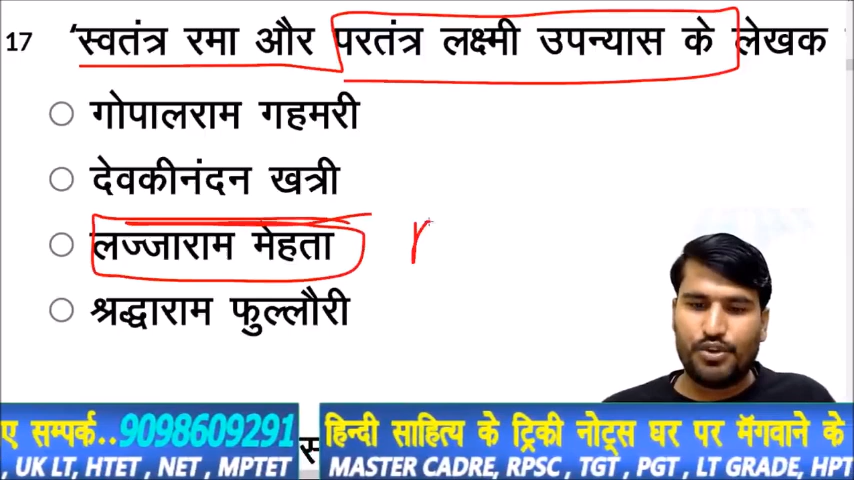 17 ‘स्वतंत्र रमा और परतंत्र लक्ष्मी उपन्यास के लेखक
गोपालराम गहमरी
देवकीनंदन खत्री
लज्जाराम मेहता
श्रद्धाराम फुल्लौरी
ए सम्पर्क..9098609291
हिन्दी साहित्य के ट्रिकी नोट्स घर पर मॅगवाने के
, UK LT, HTET , NET , MPTET
MASTER CADRE, RPSC , TGT , PGT , LT GRADE, HPT